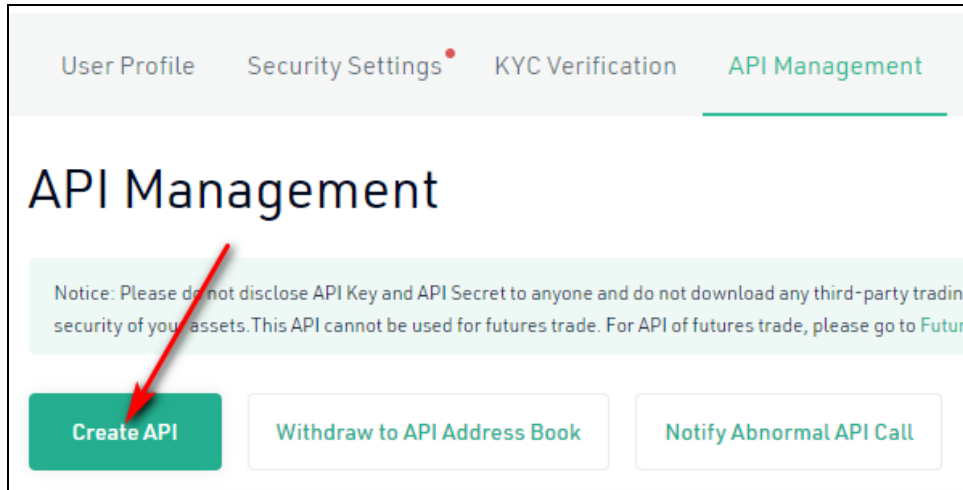 User Profile Security Settings KYC Verification API Management
API Management
Notice: Please do not disclose API Key and API Secret to anyone and do not download any third-party
security of your assets.This API cannot be used for futures trade. For API of futures trade, please go to
Create API Withdraw to API Address Book Notify Abnormal API Call